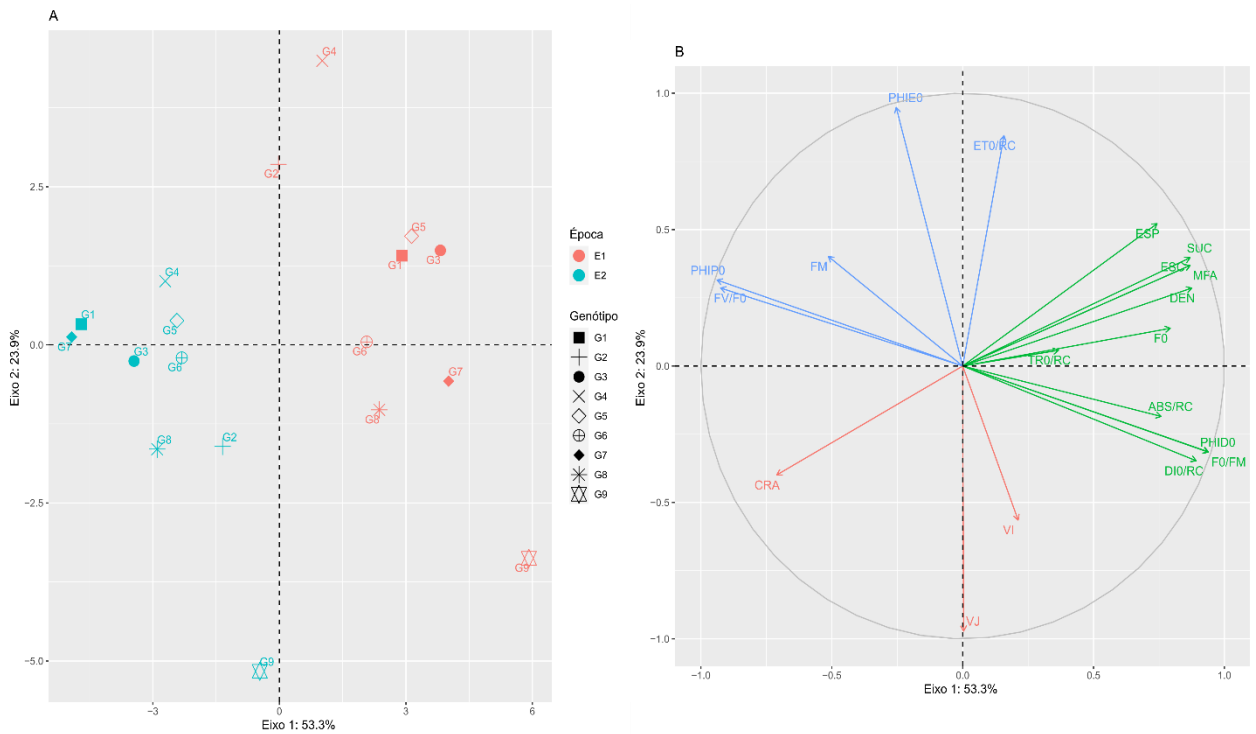 A
G4
G2
G5
G1
G3
G6
G7
G8
G9
G4
G1
G5
G7
G3
G6
G8
G2
G9
2.5
0.0
−2.5
−5.0
−3
0
3
6
Eixo 2: 23.9%
Eixo 1: 53.3%
Época
E1
E2
Genótipo
G1
G2
G3
G4
G5
G6
G7
G8
G9
B
PHIE0
ET0/RC
ESP
SUC
ESC
MFA
DEN
PHIP0
FM
FV/F0
F0
TR0/RC
ABS/RC
PHID0
F0/FM
DI0/RC
CRA
VI
VJ
1.0
0.5
0.0
−0.5
−1.0
−1.0
−0.5
0.0
0.5
1.0
Eixo 2: 23.9%
Eixo 1: 53.3%